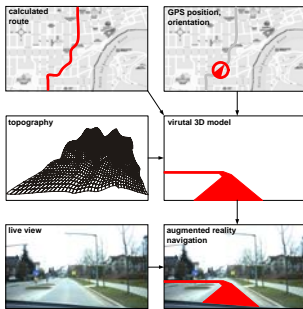 calculated
route
GPS position,
orientation
topography
virutal 3D model
live view
augmented reality
navigation